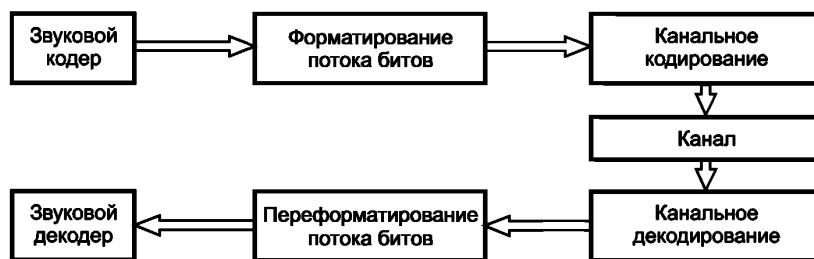 Звуковой
кодер
Форматирование
потока битов
Канальное
кодирование
Канал
Звуковой
декодер
Переформатирование
потока битов
Канальное
декодирование